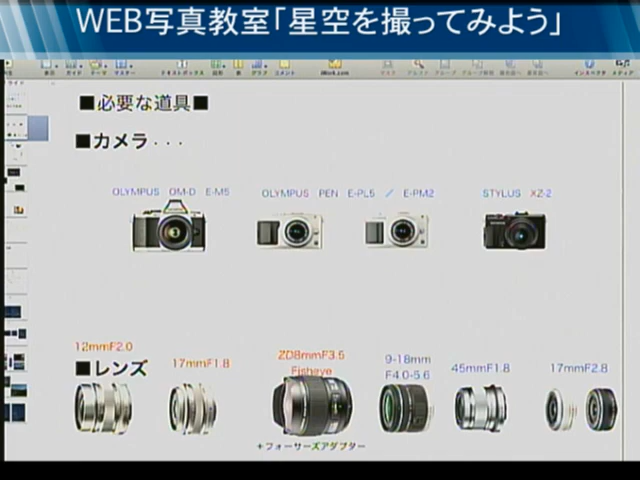 WEB写真教室「星空を撮ってみよう」
■必要な道具■
■カメラ・・・
OLYMPUS OM-D E-M5
OLYMPUS PEN E-PL5 / E-PM2
STYLUS XZ-2
■レンズ
12mmF2.0
17mmF1.8
ZD8mmF3.5
Fisheye
9-18mm
F4.0-5.6
45mmF1.8
17mmF2.8
+フォーサーズアダプター